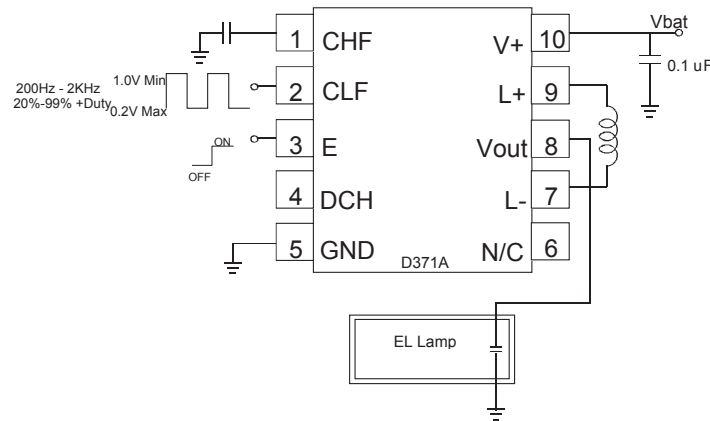 Vbat
1 CHF V+ 10
0.1 uF
200Hz - 2KHz
20%-99% +Duty
1.0V Min
0.2V Max
2 CLF L+ 9
ON
OFF
3 E Vout 8
4 DCH L- 7
5 GND N/C 6
D371A
EL Lamp